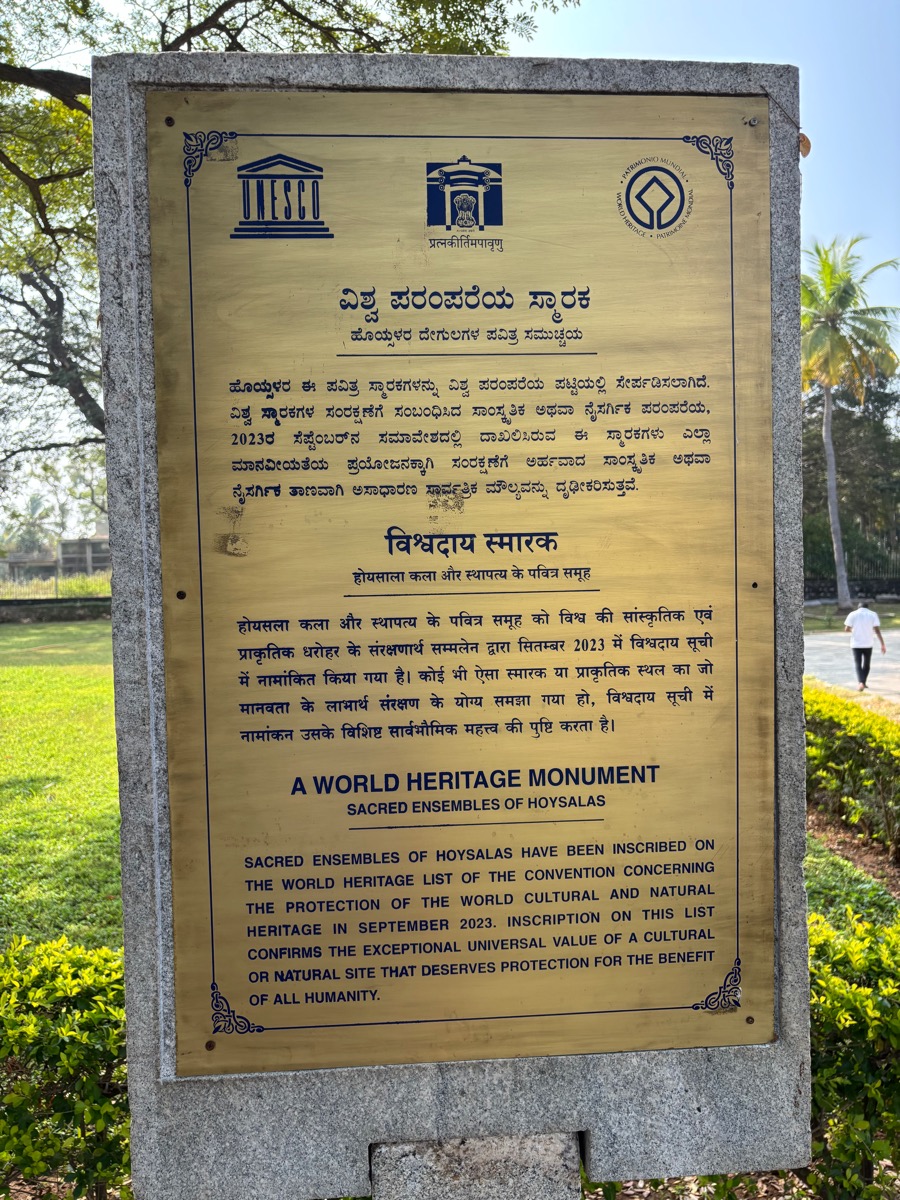 UNESCO
प्रत्नकीर्तिमपावृणु
PATRIMONIO MUNDIAL • WORLD HERITAGE • PATRIMOINE MONDIAL
ವಿಶ್ವ ಪರಂಪರೆಯ ಸ್ಮಾರಕ
ಹೊಯ್ಸಳರ ದೇಗುಲಗಳ ಪವಿತ್ರ ಸಮುಚ್ಚಯ
ಹೊಯ್ಸಳರ ಈ ಪವಿತ್ರ ಸ್ಮಾರಕಗಳನ್ನು ವಿಶ್ವ ಪರಂಪರೆಯ ಪಟ್ಟಿಯಲ್ಲಿ ಸೇರ್ಪಡಿಸಲಾಗಿದೆ.
ವಿಶ್ವ ಸ್ಮಾರಕಗಳ ಸಂರಕ್ಷಣೆಗೆ ಸಂಬಂಧಿಸಿದ ಸಾಂಸ್ಕೃತಿಕ ಅಥವಾ ನೈಸರ್ಗಿಕ ಪರಂಪರೆಯ,
2023ರ ಸೆಪ್ಟೆಂಬರ್‌ನ ಸಮಾವೇಶದಲ್ಲಿ ದಾಖಲಿಸಿರುವ ಈ ಸ್ಮಾರಕಗಳು ಎಲ್ಲಾ
ಮಾನವೀಯತೆಯ ಪ್ರಯೋಜನಕ್ಕಾಗಿ ಸಂರಕ್ಷಣೆಗೆ ಅರ್ಹವಾದ ಸಾಂಸ್ಕೃತಿಕ ಅಥವಾ
ನೈಸರ್ಗಿಕ ತಾಣವಾಗಿ ಅಸಾಧಾರಣ ಸಾರ್ವತ್ರಿಕ ಮೌಲ್ಯವನ್ನು ದೃಢೀಕರಿಸುತ್ತವೆ.
विश्वदाय स्मारक
होयसाला कला और स्थापत्य के पवित्र समूह
होयसला कला और स्थापत्य के पवित्र समूह को विश्व की सांस्कृतिक एवं
प्राकृतिक धरोहर के संरक्षणार्थ सम्मलेन द्वारा सितम्बर 2023 में विश्वदाय सूची
में नामांकित किया गया है। कोई भी ऐसा स्मारक या प्राकृतिक स्थल का जो
मानवता के लाभार्थ संरक्षण के योग्य समझा गया हो, विश्वदाय सूची में
नामांकन उसके बिशिष्ट सार्वभौमिक महत्त्व की पुष्टि करता है।
A WORLD HERITAGE MONUMENT
SACRED ENSEMBLES OF HOYSALAS
SACRED ENSEMBLES OF HOYSALAS HAVE BEEN INSCRIBED ON
THE WORLD HERITAGE LIST OF THE CONVENTION CONCERNING
THE PROTECTION OF THE WORLD CULTURAL AND NATURAL
HERITAGE IN SEPTEMBER 2023. INSCRIPTION ON THIS LIST
CONFIRMS THE EXCEPTIONAL UNIVERSAL VALUE OF A CULTURAL
OR NATURAL SITE THAT DESERVES PROTECTION FOR THE BENEFIT
OF ALL HUMANITY.